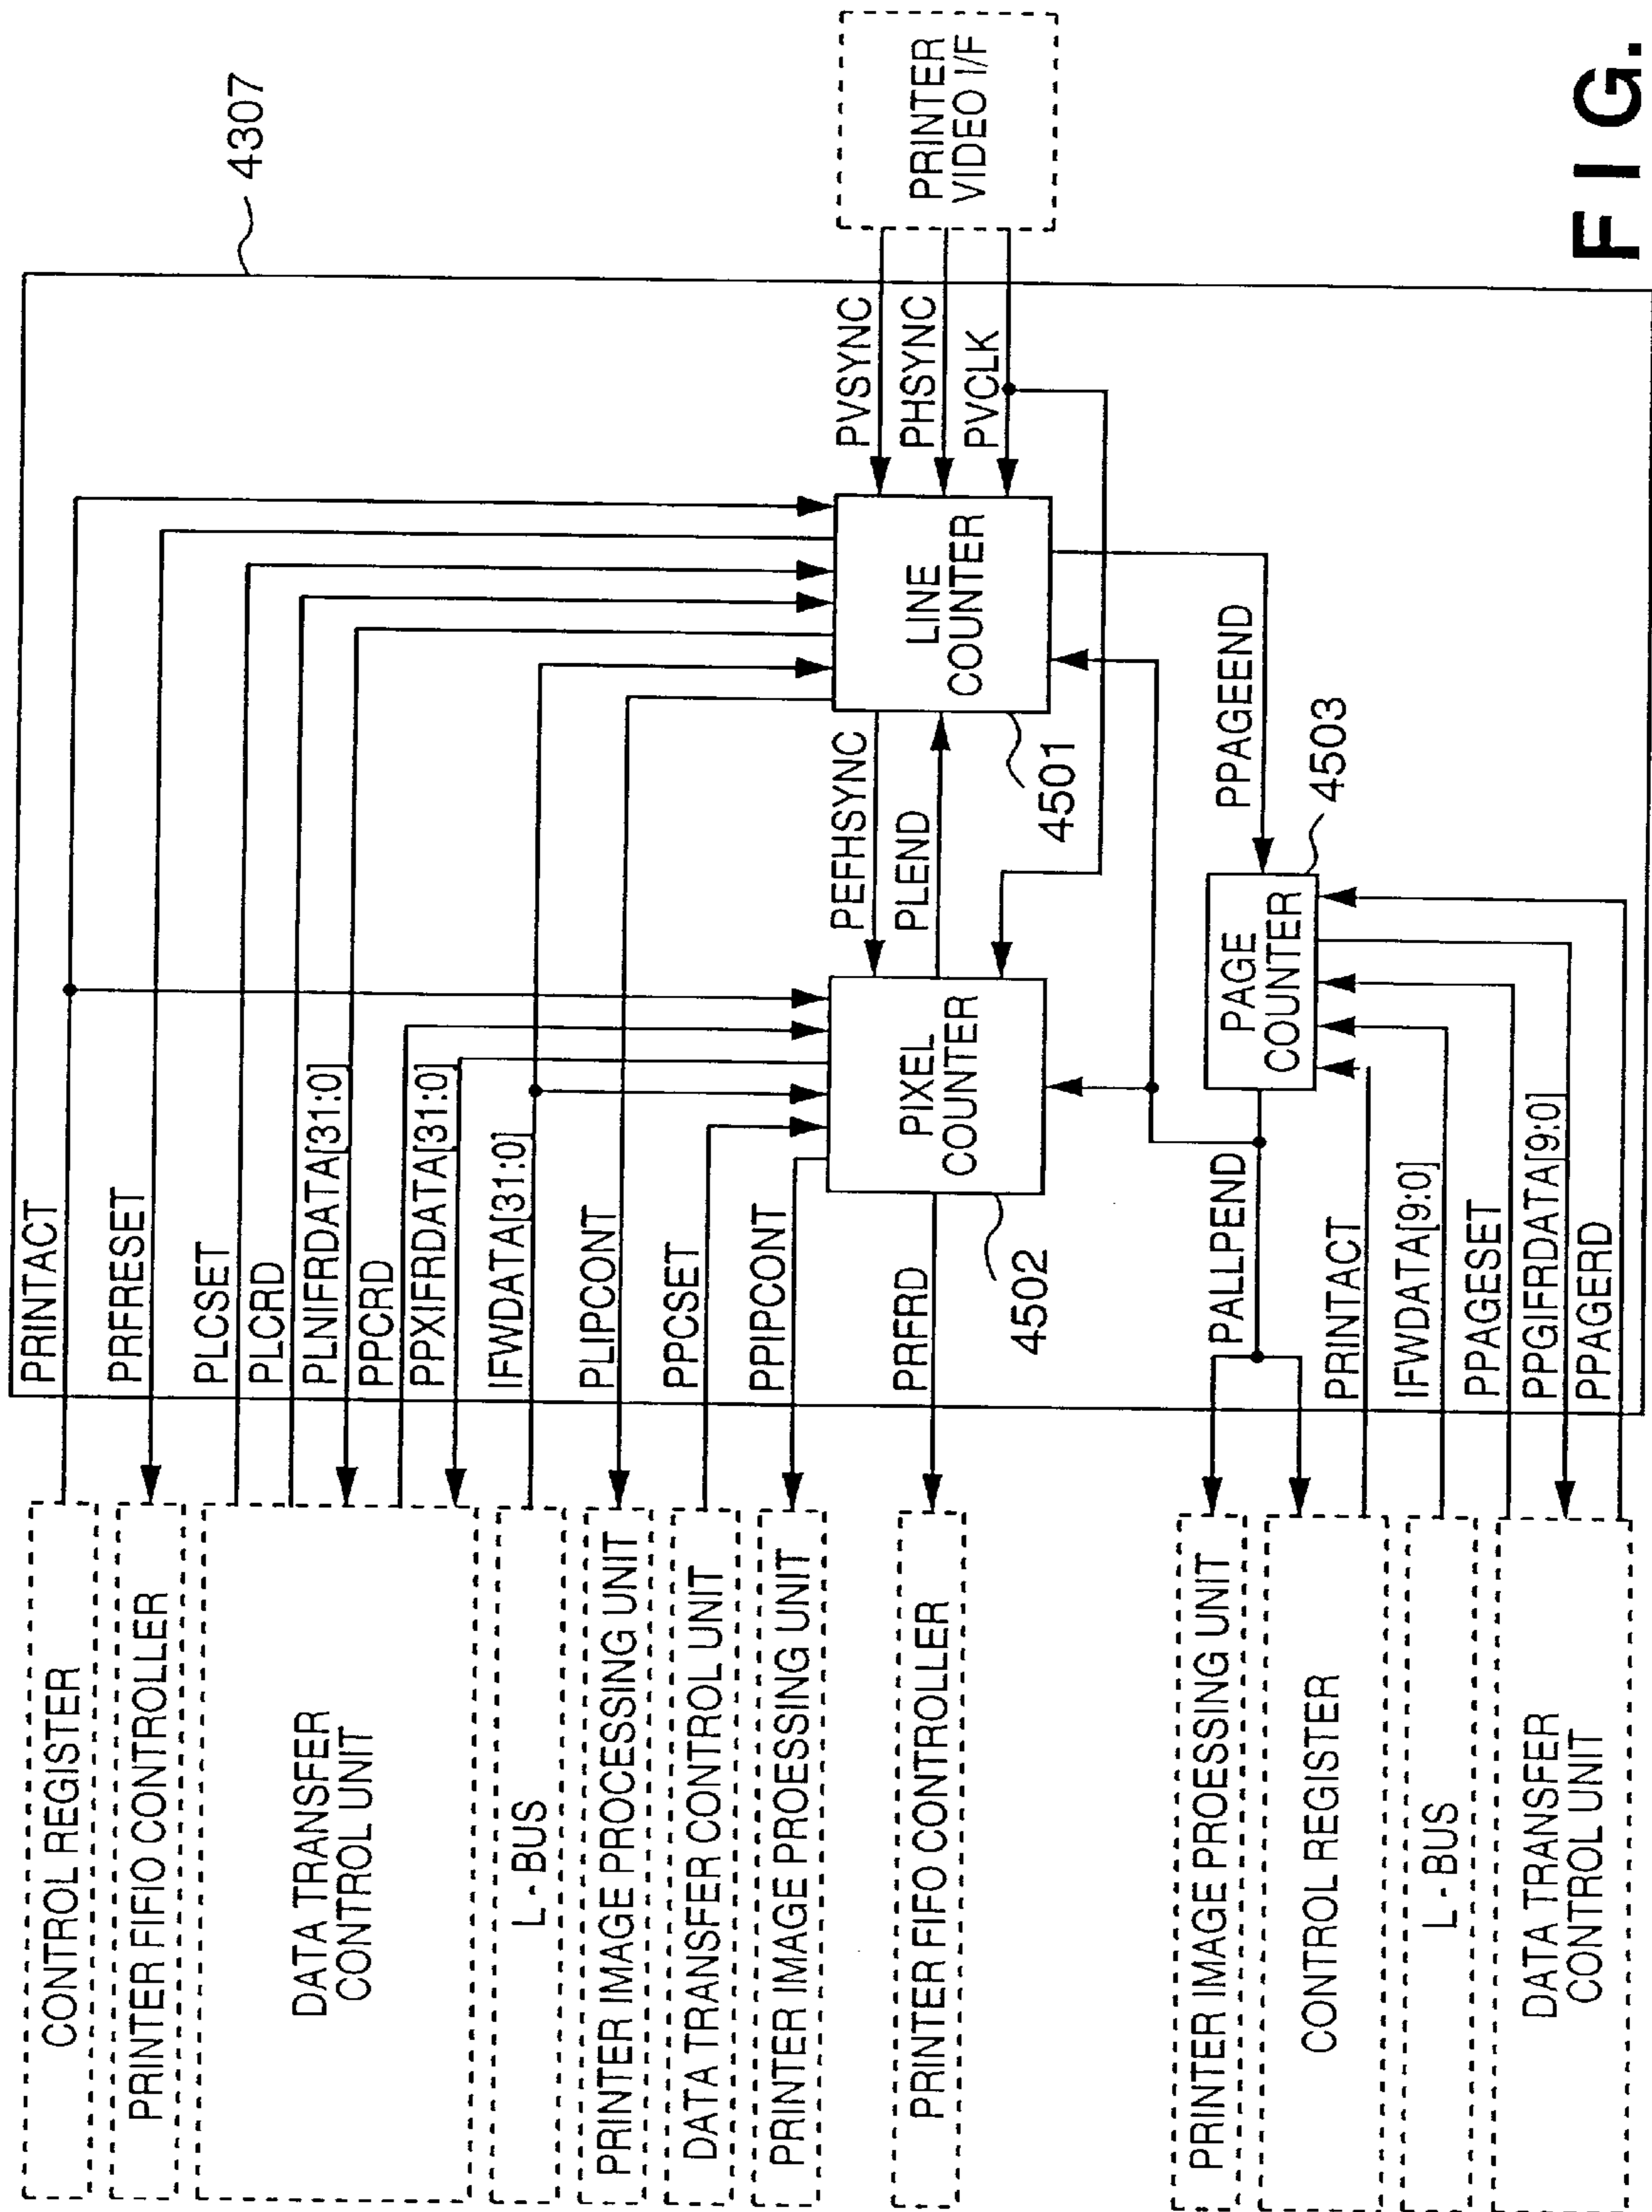 4307
CONTROL REGISTER
PRINTACT
PRINTER FIFIO CONTROLLER
PRFRESET
DATA TRANSFER
CONTROL UNIT
PLCSET
PLCRD
PLNIFRDATA[31:0]
PPCRD
PPXIFRDATA[31:0]
L-BUS
IFWDATA[31:0]
PRINTER IMAGE PROCESSING UNIT
PLIPCONT
DATA TRANSFER CONTROL UNIT
PPCSET
PRINTER IMAGE PROESSING UNIT
PPIPCONT
PRINTER FIFO CONTROLLER
PRFRD
PIXEL
COUNTER
4502
PEFHSYNC
PLEND
LINE
COUNTER
4501
PVSYNC
PHSYNC
PVCLK
PRINTER
VIDEO I/F
PPAGEEND
PAGE
COUNTER
4503
PALLPEND
PRINTER IMAGE PROESSING UNIT
CONTROL REGISTER
PRINTACT
L-BUS
IFWDATA[9:0]
DATA TRANSFER
CONTROL UNIT
PPAGESET
PPGIFRDATA[9:0]
PPAGERD
FIG.